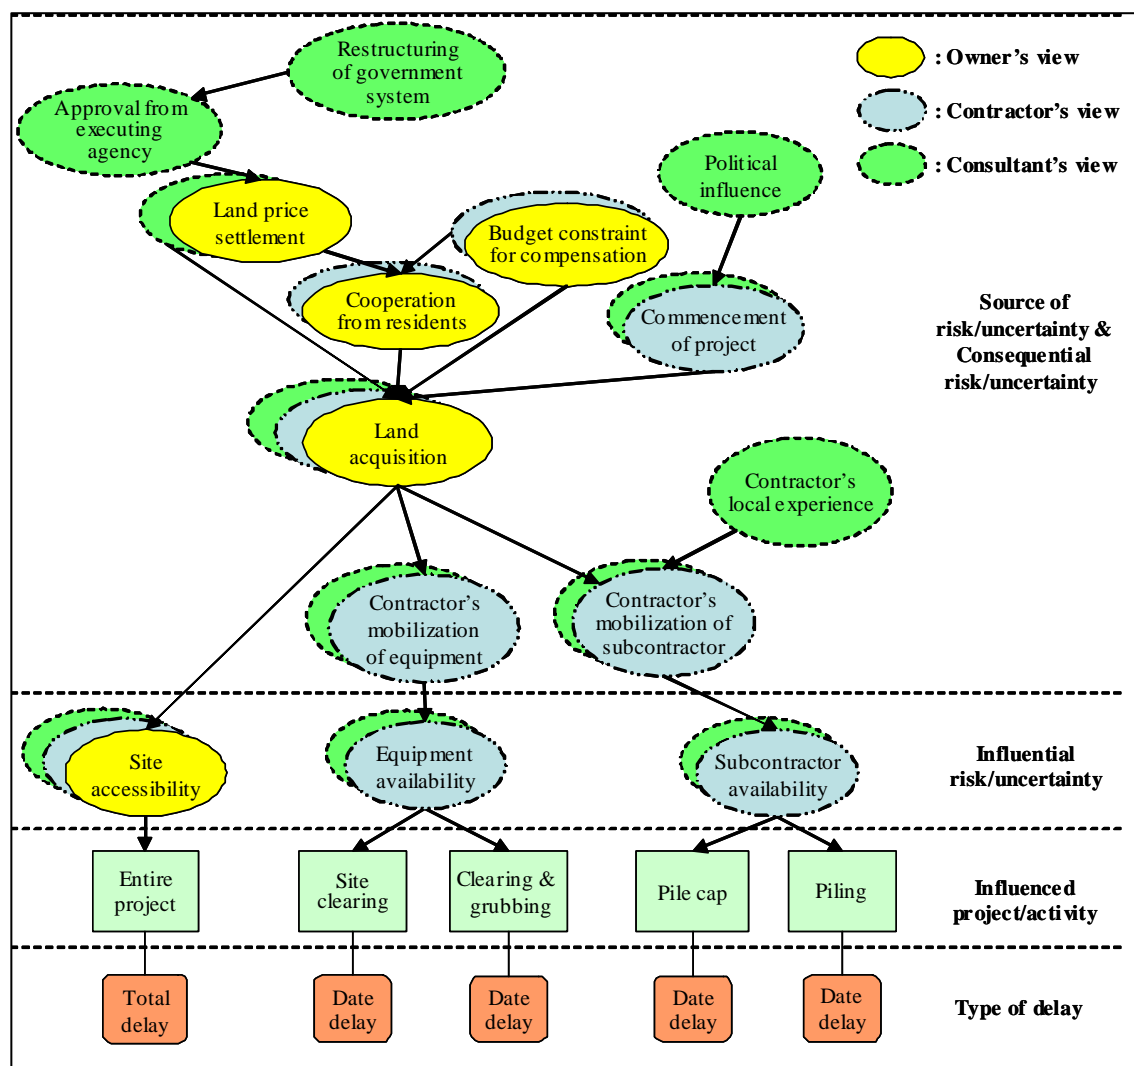 Restructuring
of government
system
: Owner's view
Approval from
executing
agency
: Contractor's view
Political
influence
: Consultant's view
Land price
settlement
Budget constraint
for compensation
Cooperation
from residents
Commencement
of project
Source of
risk/uncertainty &
Consequential
risk/uncertainty
Land
acquisition
Contractor's
local experience
Contractor's
mobilization
of equipment
Contractor's
mobilization of
subcontractor
Site
accessibility
Equipment
availability
Subcontractor
availability
Influential
risk/uncertainty
Entire
project
Site
clearing
Clearing &
grubbing
Pile cap
Piling
Influenced
project/activity
Total
delay
Date
delay
Date
delay
Date
delay
Date
delay
Type of delay